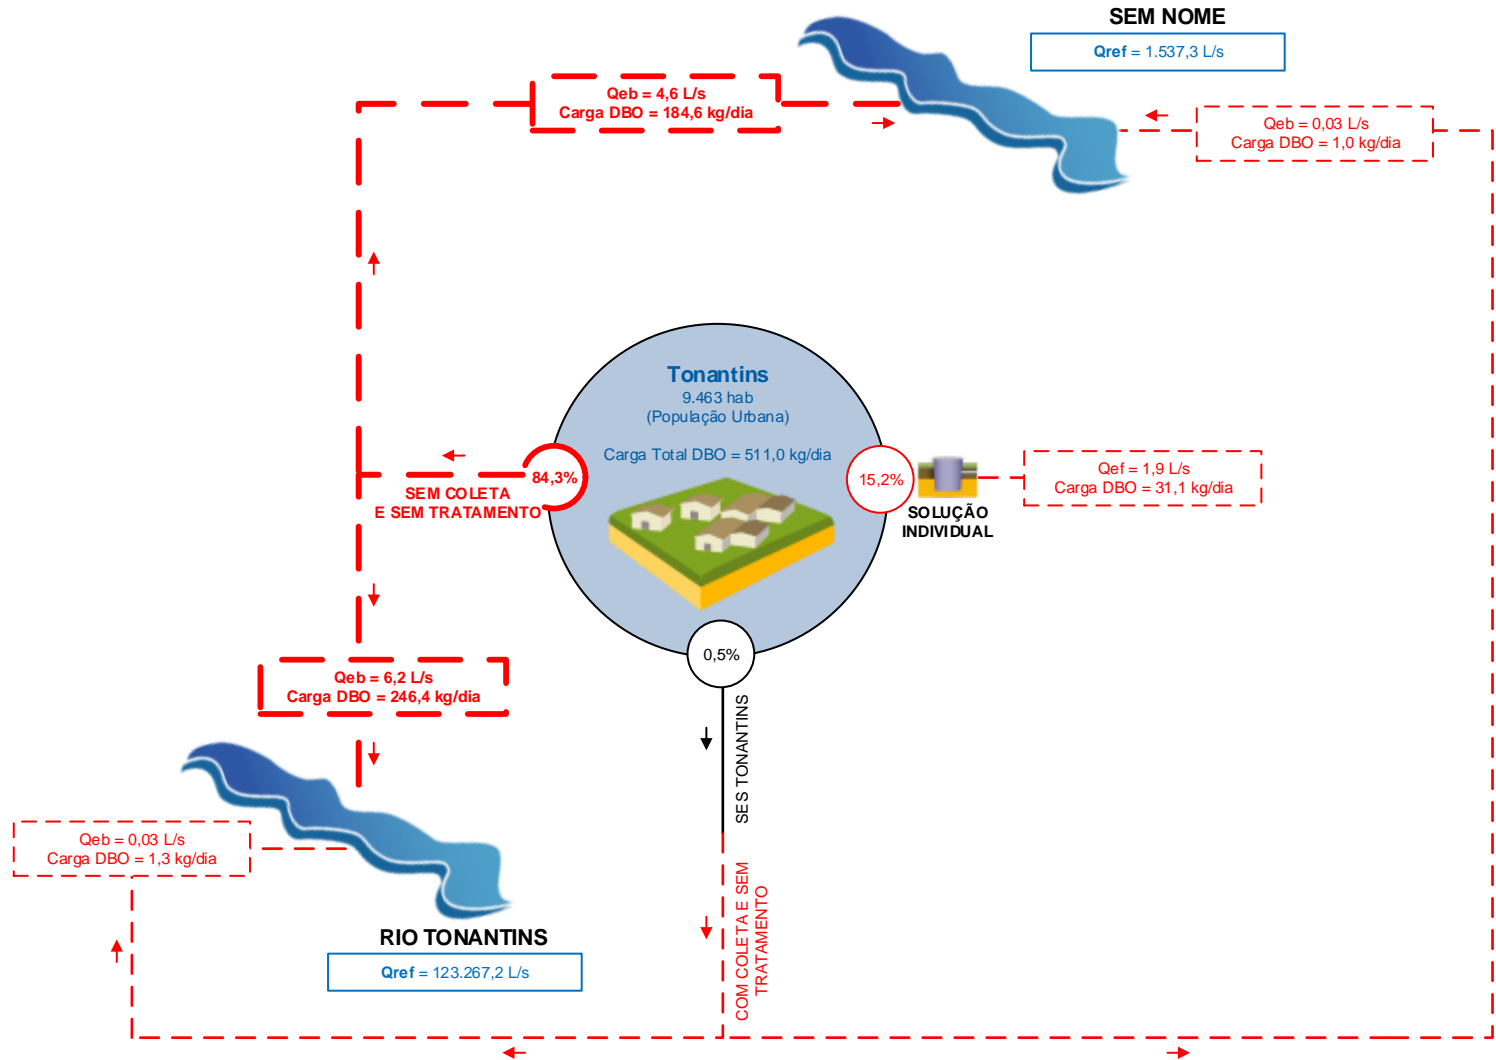 SEM NOME
Qref = 1.537,3 L/s
Qeb = 4,6 L/s
Carga DBO = 184,6 kg/dia
Qeb = 0,03 L/s
Carga DBO = 1,0 kg/dia
Tonantins
9.463 hab
(População Urbana)
Carga Total DBO = 511,0 kg/dia
84,3%
SEM COLETA
E SEM TRATAMENTO
15,2%
SOLUÇÃO
INDIVIDUAL
Qef = 1,9 L/s
Carga DBO = 31,1 kg/dia
0,5%
SES TONANTINS
COM COLETA E SEM
TRATAMENTO
Qeb = 6,2 L/s
Carga DBO = 246,4 kg/dia
Qeb = 0,03 L/s
Carga DBO = 1,3 kg/dia
RIO TONANTINS
Qref = 123.267,2 L/s